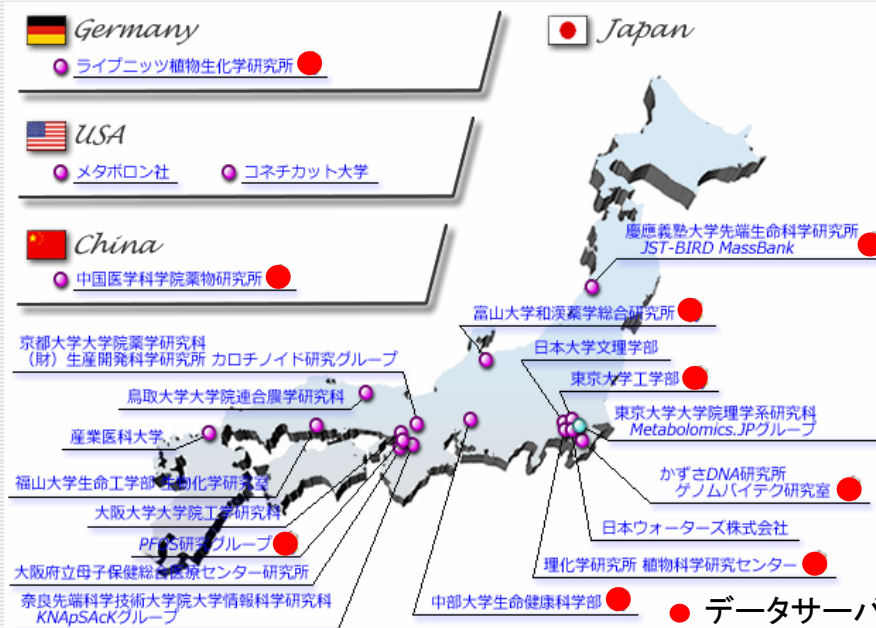 Germany
ライプニッツ植物生化学研究所
USA
メタボロン社
コネチカット大学
China
中国医学科学院薬物研究所
Japan
慶應義塾大学先端生命科学研究所
JST-BIRD MassBank
富山大学和漢薬学総合研究所
日本大学文理学部
東京大学工学部
東京大学大学院理学系研究科
Metabolomics.JPグループ
かずさDNA研究所
ゲノムバイテク研究室
日本ウォーターズ株式会社
理化学研究所 植物科学研究センター
中部大学生命健康科学部
京都大学大学院薬学研究科
（財）生産開発科学研究所 カロチノイド研究グループ
鳥取大学大学院連合農学研究科
産業医科大学
福山大学生命工学部 生物化学研究室
大阪大学大学院工学研究科
PFOS研究グループ
大阪府立母子保健総合医療センター研究所
奈良先端科学技術大学院大学情報科学研究科
KNApSAcKグループ
データサーバ